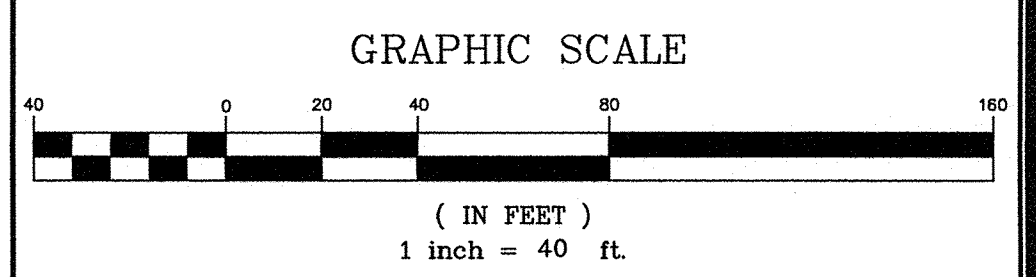 GRAPHIC SCALE
40 0 20 40 80 160
( IN FEET )
1 inch = 40 ft.